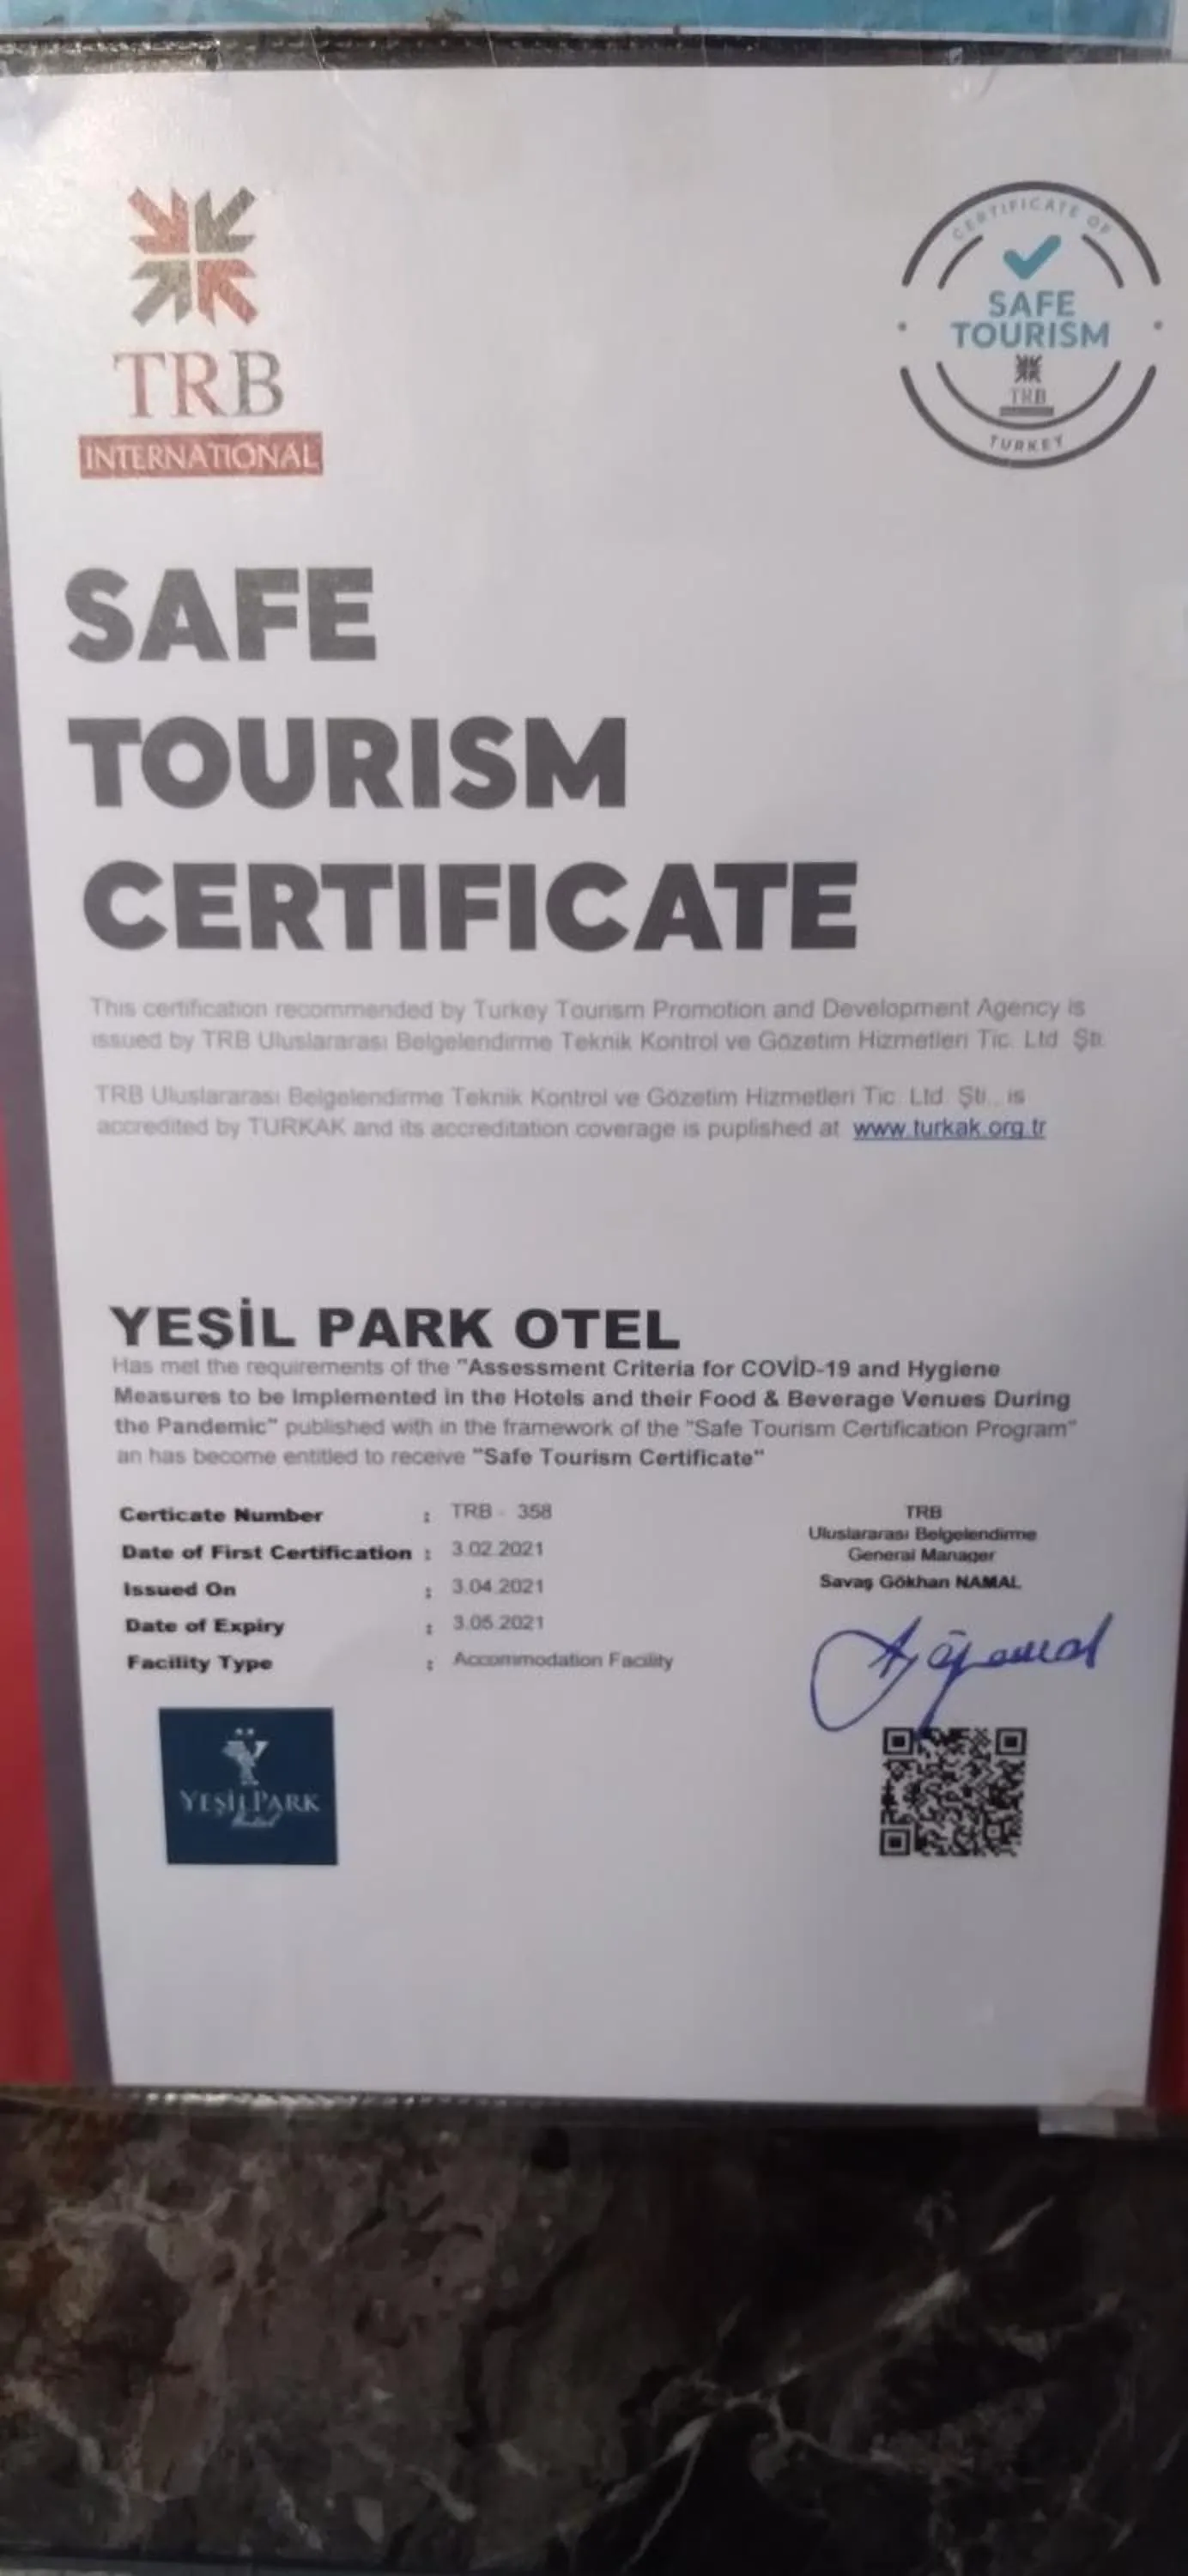 TRB
INTERNATIONAL
CERTIFICATE OF
SAFE
TOURISM
TRB
TURKEY
SAFE
TOURISM
CERTIFICATE
This certification recommended by Turkey Tourism Promotion and Development Agency is
issued by TRB Uluslararası Belgelendirme Teknik Kontrol ve Gözetim Hizmetleri Tic. Ltd Şti.
TRB Uluslararası Belgelendirme Teknik Kontrol ve Gözetim Hizmetleri Tic. Ltd. Şti., is
accredited by TURKAK and its accreditation coverage is puplished at www.turkak.org.tr
YEŞİL PARK OTEL
Has met the requirements of the "Assessment Criteria for COVİD-19 and Hygiene
Measures to be Implemented in the Hotels and their Food & Beverage Venues During
the Pandemic" published with in the framework of the "Safe Tourism Certification Program"
an has become entitled to receive "Safe Tourism Certificate"
Certicate Number : TRB - 358
Date of First Certification : 3.02.2021
Issued On : 3.04.2021
Date of Expiry : 3.05.2021
Facility Type : Accommodation Facility
TRB
Uluslararası Belgelendirme
General Manager
Savaş Gökhan NAMAL
YEŞİL PARK
Hotel